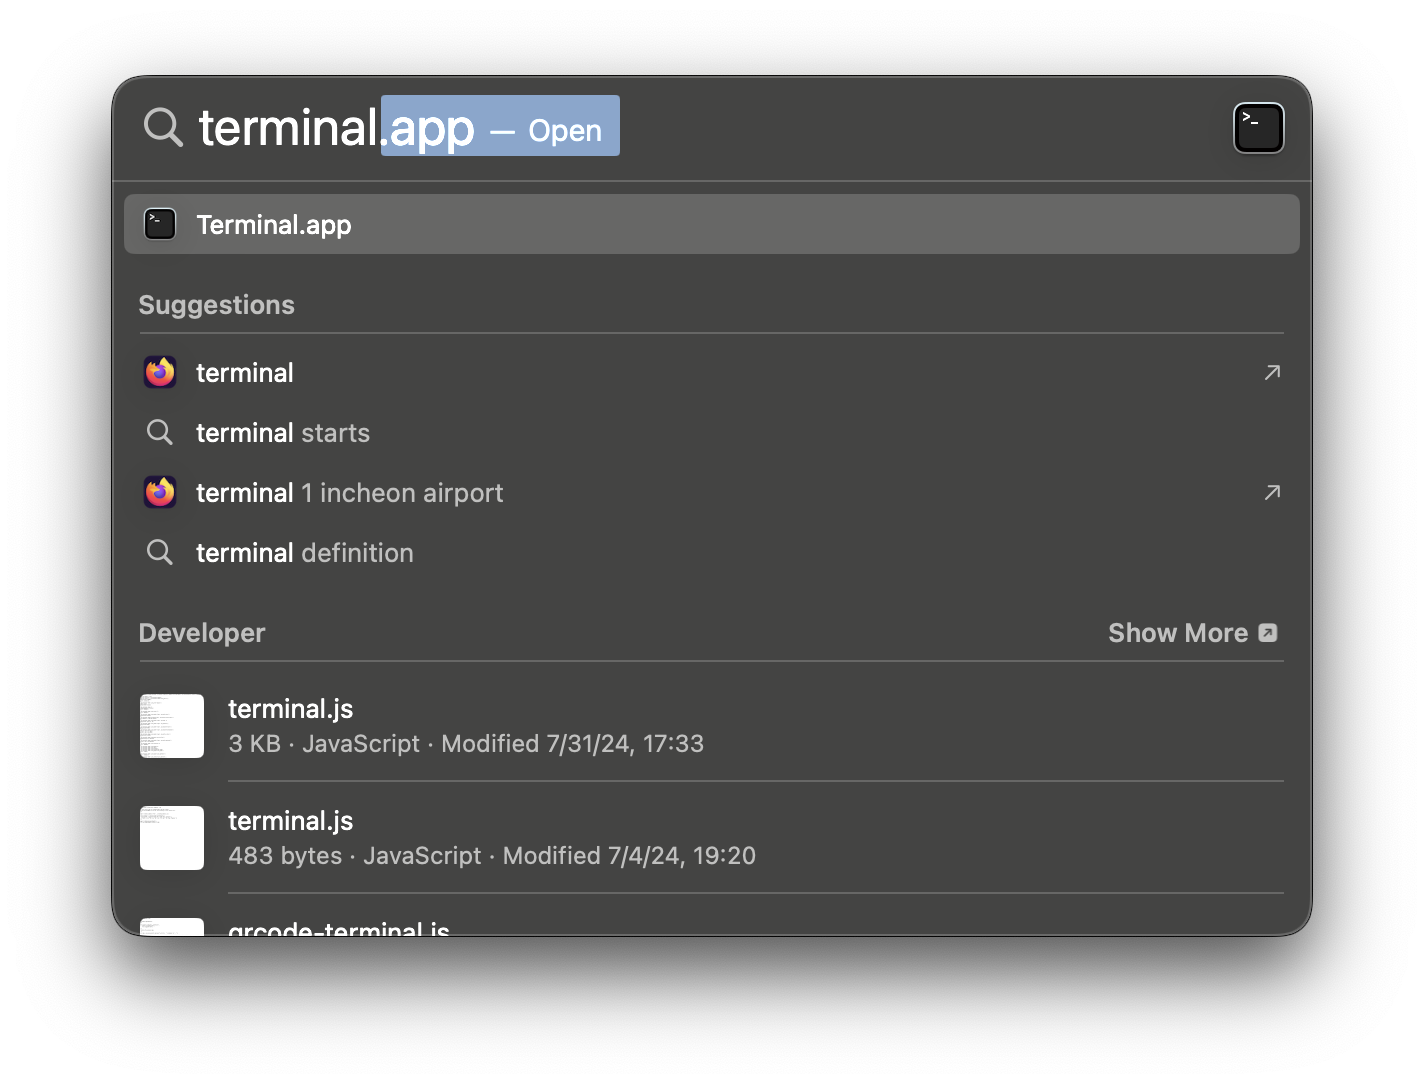 terminal.app — Open
Terminal.app
Suggestions
terminal
terminal starts
terminal 1 incheon airport
terminal definition
Developer
Show More
terminal.js
3 KB · JavaScript · Modified 7/31/24, 17:33
terminal.js
483 bytes · JavaScript · Modified 7/4/24, 19:20
qrcode-terminal.js